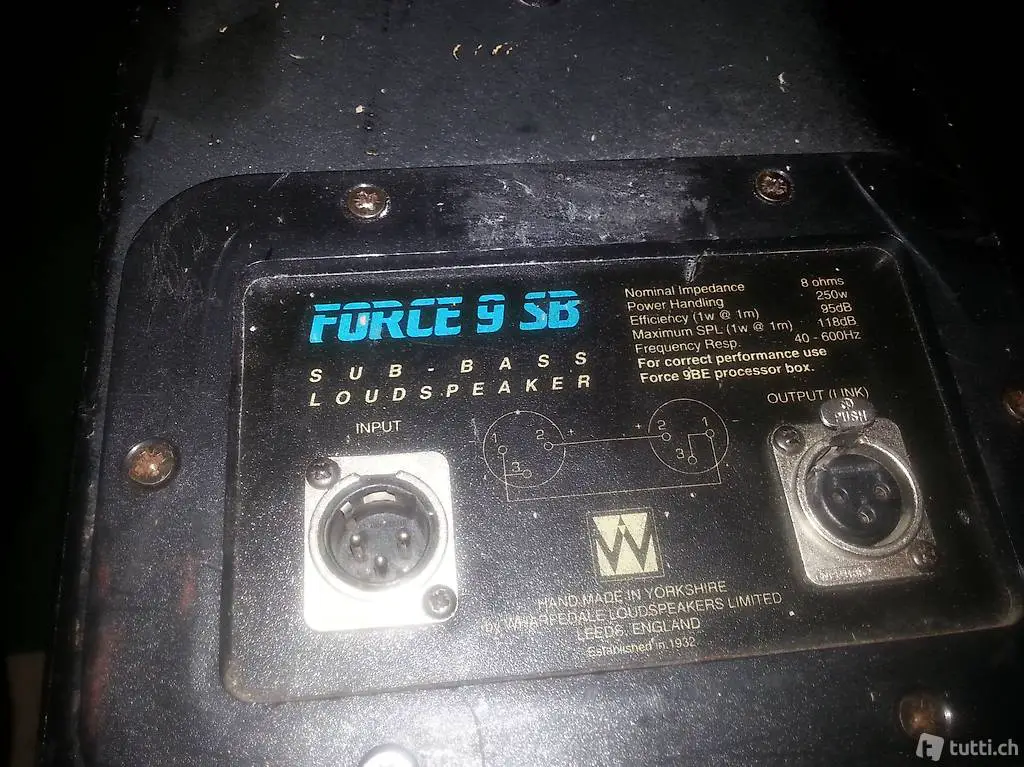 FORCE 9 SB
SUB-BASS
LOUDSPEAKER
Nominal Impedance 8 ohms
Power Handling 250w
Efficiency (1w @ 1m) 95dB
Maximum SPL (1w @ 1m) 118dB
Frequency Resp. 40 - 600Hz
For correct performance use
Force 9BE processor box.
INPUT
OUTPUT (LINK)
PUSH
1 2 + + 2 1 -
3 3
W
HAND MADE IN YORKSHIRE
by WHARFEDALE LOUDSPEAKERS LIMITED
LEEDS, ENGLAND
Established in 1932
tutti.ch